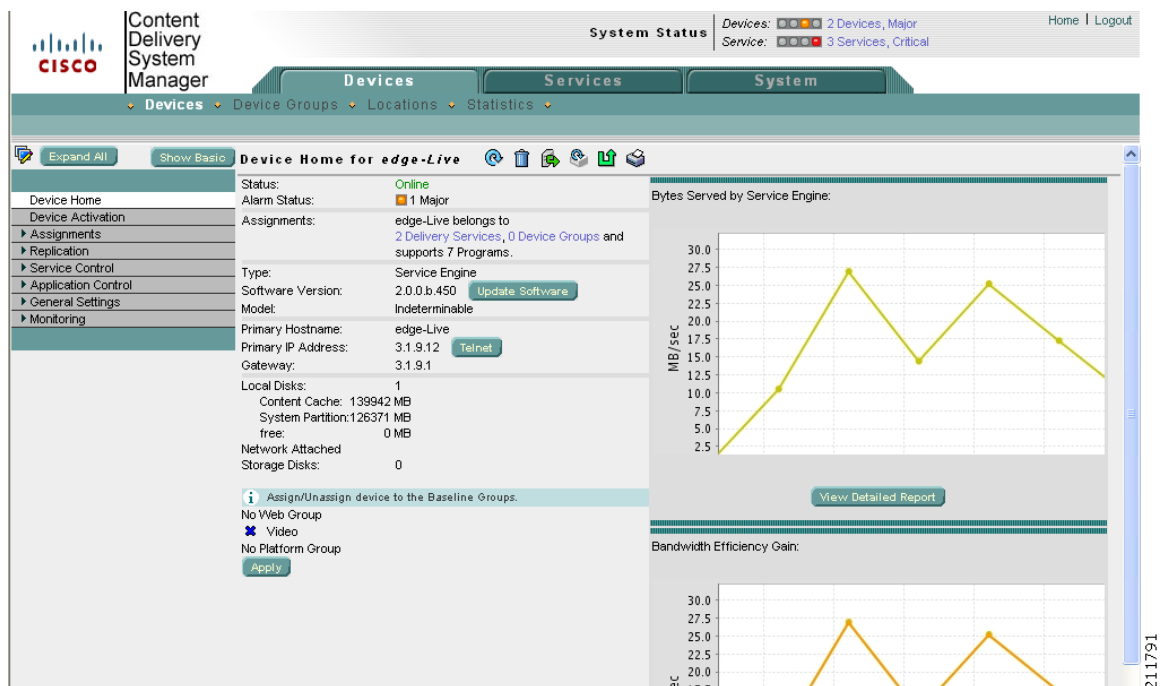 Content
Delivery
System
Manager
CISCO
System Status
Devices: 2 Devices, Major
Service: 3 Services, Critical
Home | Logout
Devices
Services
System
Devices Device Groups Locations Statistics
Expand All
Show Basic
Device Home for edge-Live
Device Home
Device Activation
Assignments
Replication
Service Control
Application Control
General Settings
Monitoring
Status: Online
Alarm Status: 1 Major
Assignments: edge-Live belongs to
2 Delivery Services, 0 Device Groups and
supports 7 Programs.
Type: Service Engine
Software Version: 2.0.0.b.450 Update Software
Model: Indeterminable
Primary Hostname: edge-Live
Primary IP Address: 3.1.9.12 Telnet
Gateway: 3.1.9.1
Local Disks: 1
Content Cache: 139942 MB
System Partition:126371 MB
free: 0 MB
Network Attached
Storage Disks: 0
i Assign/Unassign device to the Baseline Groups.
No Web Group
Video
No Platform Group
Apply
Bytes Served by Service Engine:
MB/sec
30.0
27.5
25.0
22.5
20.0
17.5
15.0
12.5
10.0
7.5
5.0
2.5
View Detailed Report
Bandwidth Efficiency Gain:
30.0
27.5
25.0
22.5
20.0
211791